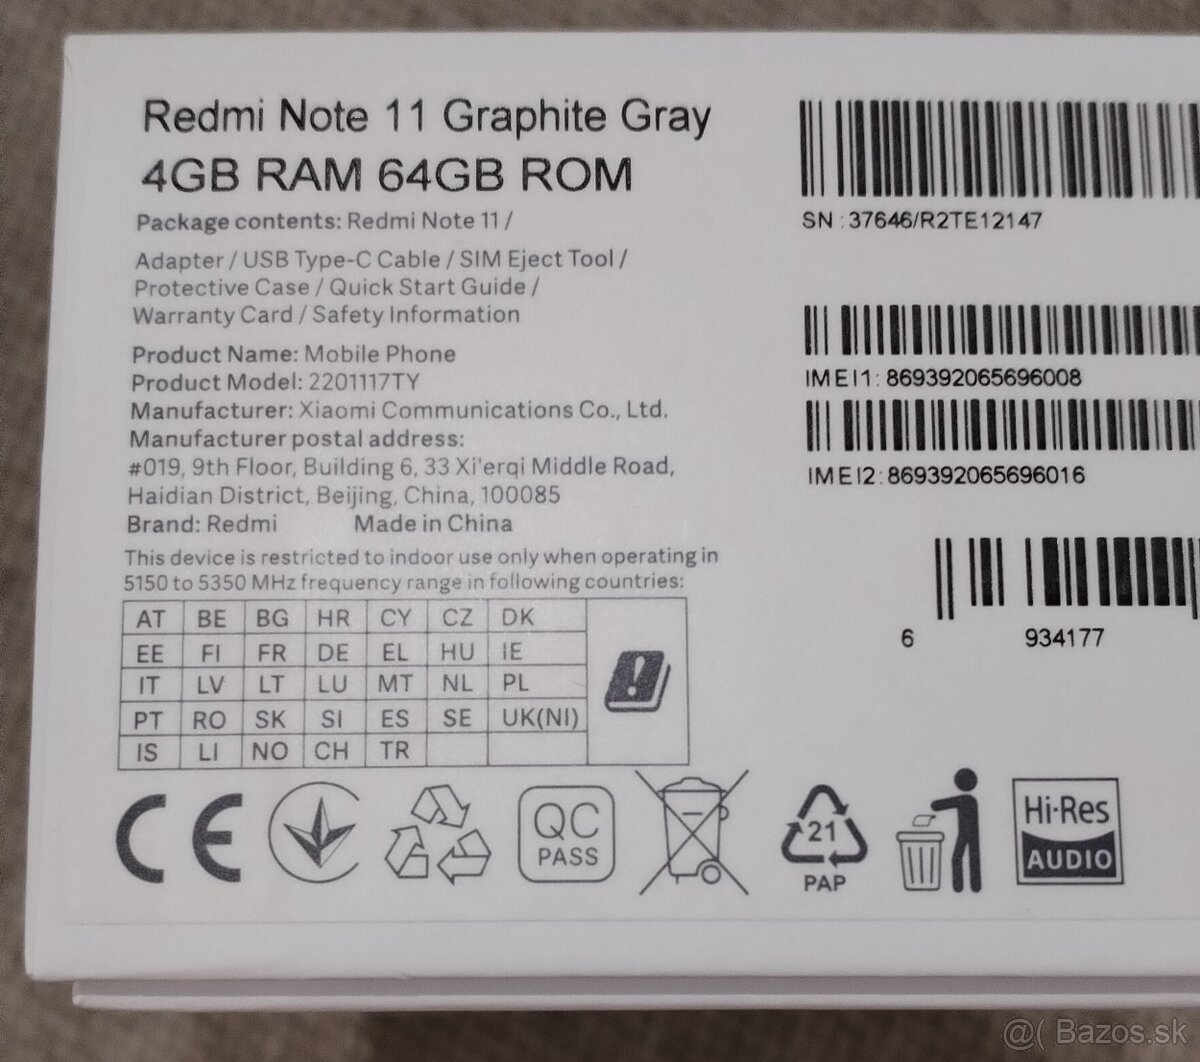 Redmi Note 11 Graphite Gray
4GB RAM 64GB ROM
Package contents: Redmi Note 11 /
Adapter / USB Type-C Cable / SIM Eject Tool /
Protective Case / Quick Start Guide /
Warranty Card / Safety Information
Product Name: Mobile Phone
Product Model: 2201117TY
Manufacturer: Xiaomi Communications Co., Ltd.
Manufacturer postal address:
#019, 9th Floor, Building 6, 33 Xi'erqi Middle Road,
Haidian District, Beijing, China, 100085
Brand: Redmi Made in China
This device is restricted to indoor use only when operating in
5150 to 5350 MHz frequency range in following countries:
AT BE BG HR CY CZ DK
EE FI FR DE EL HU IE
IT LV LT LU MT NL PL
PT RO SK SI ES SE UK(NI)
IS LI NO CH TR
SN : 37646/R2TE12147
IMEI1: 869392065696008
IMEI2: 869392065696016
6 934177
CE
QC
PASS
21
PAP
Hi-Res
AUDIO
@( Bazos.sk